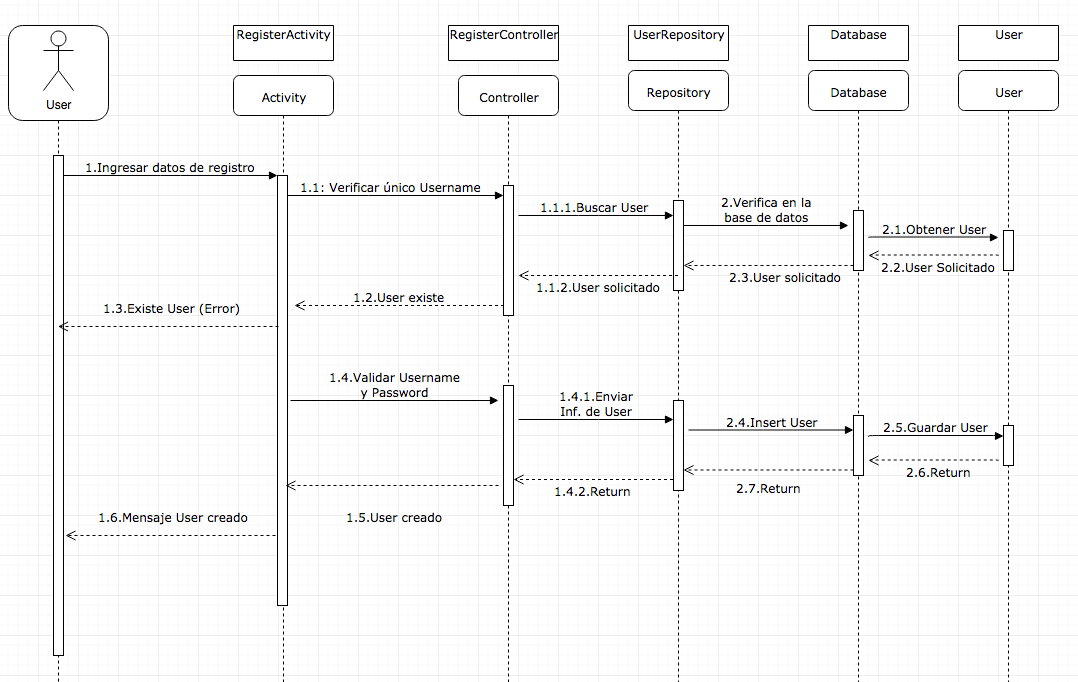 RegisterActivity
RegisterController
UserRepository
Database
User
User
Activity
Controller
Repository
Database
User
1.Ingresar datos de registro
1.1: Verificar único Username
1.1.1.Buscar User
2.Verifica en la
base de datos
2.1.Obtener User
2.2.User Solicitado
2.3.User solicitado
1.1.2.User solicitado
1.2.User existe
1.3.Existe User (Error)
1.4.Validar Username
y Password
1.4.1.Enviar
Inf. de User
2.4.Insert User
2.5.Guardar User
2.6.Return
2.7.Return
1.4.2.Return
1.5.User creado
1.6.Mensaje User creado